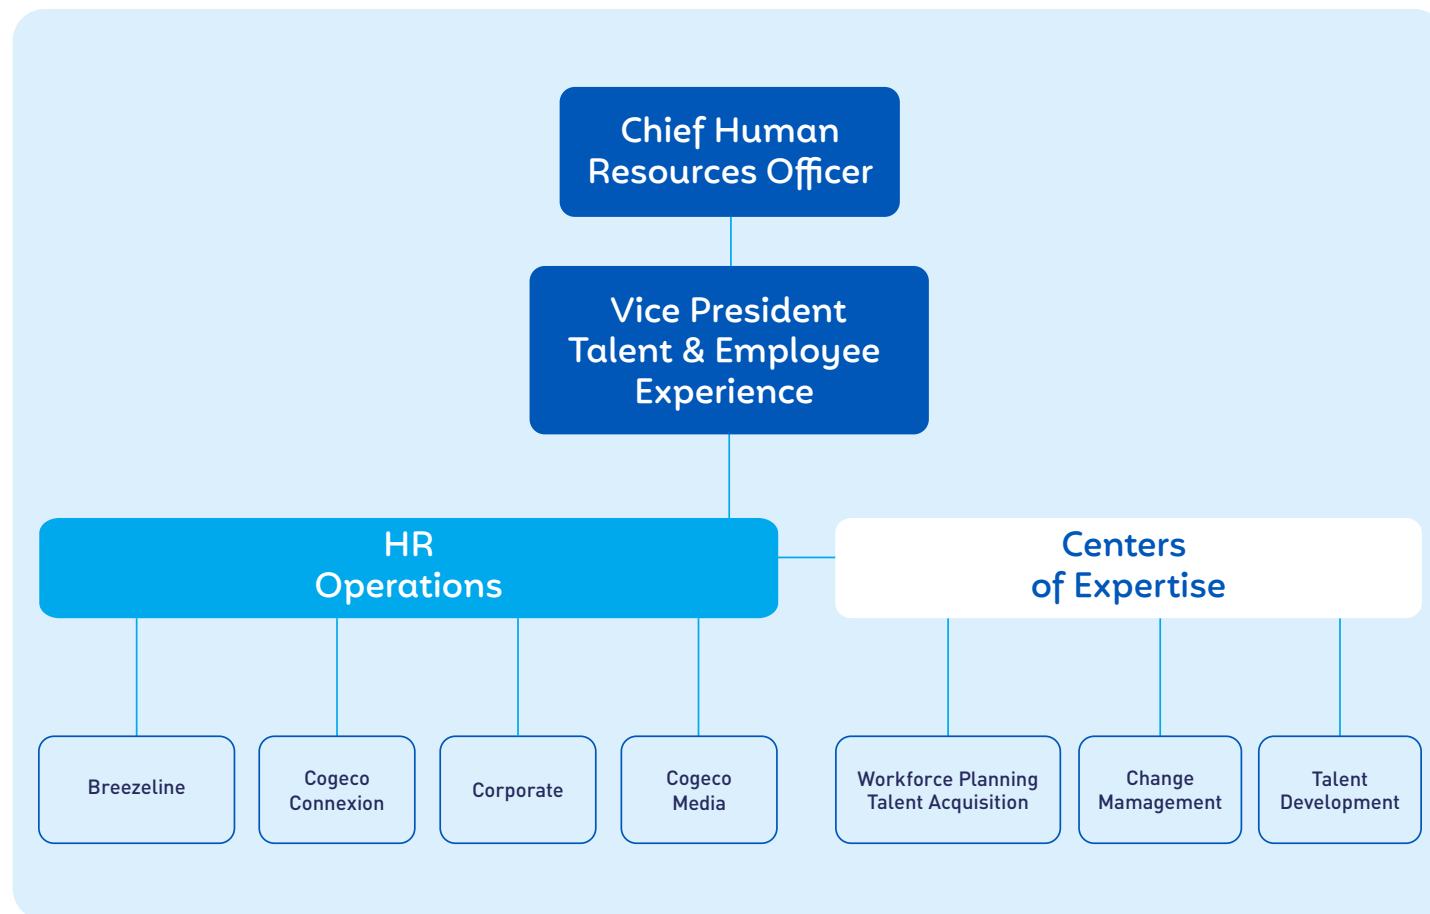 Chief Human
Resources Officer
Vice President
Talent & Employee
Experience
HR
Operations
Centers
of Expertise
Breezeline
Cogeco
Connexion
Corporate
Cogeco
Media
Workforce Planning
Talent Acquisition
Change
Mamagement
Talent
Development